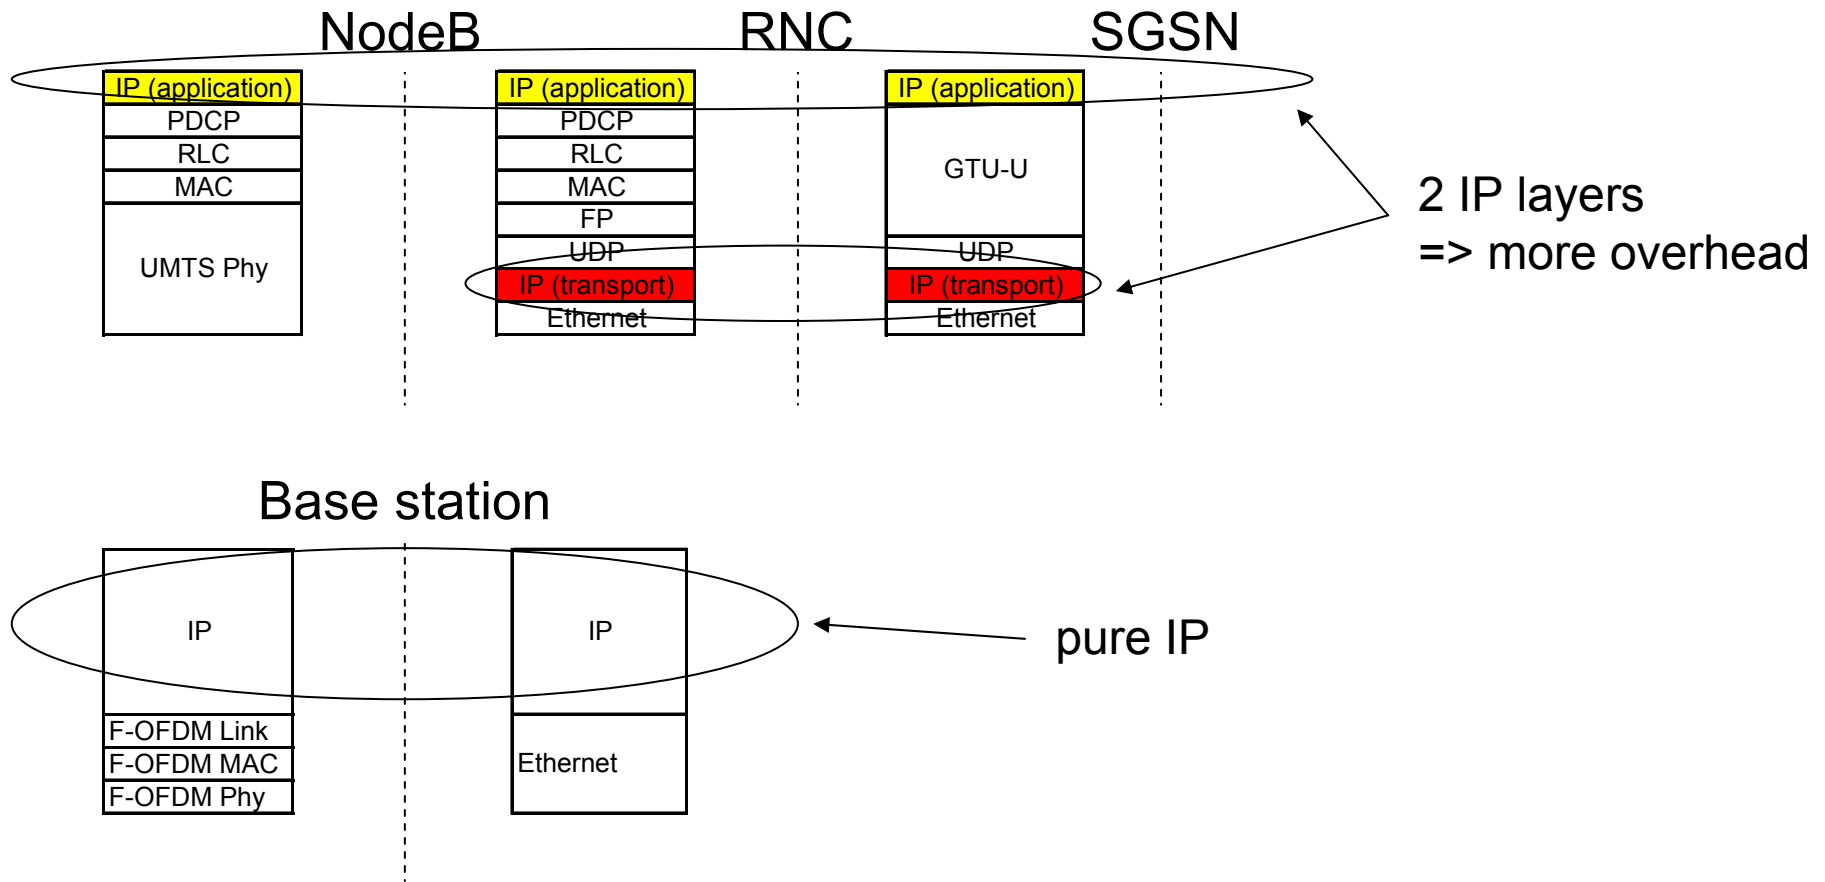 NodeB
RNC
SGSN
IP (application)
PDCP
RLC
MAC
UMTS Phy
IP (application)
PDCP
RLC
MAC
FP
UDP
IP (transport)
Ethernet
IP (application)
GTU-U
UDP
IP (transport)
Ethernet
2 IP layers
=> more overhead
Base station
IP
F-OFDM Link
F-OFDM MAC
F-OFDM Phy
IP
Ethernet
pure IP